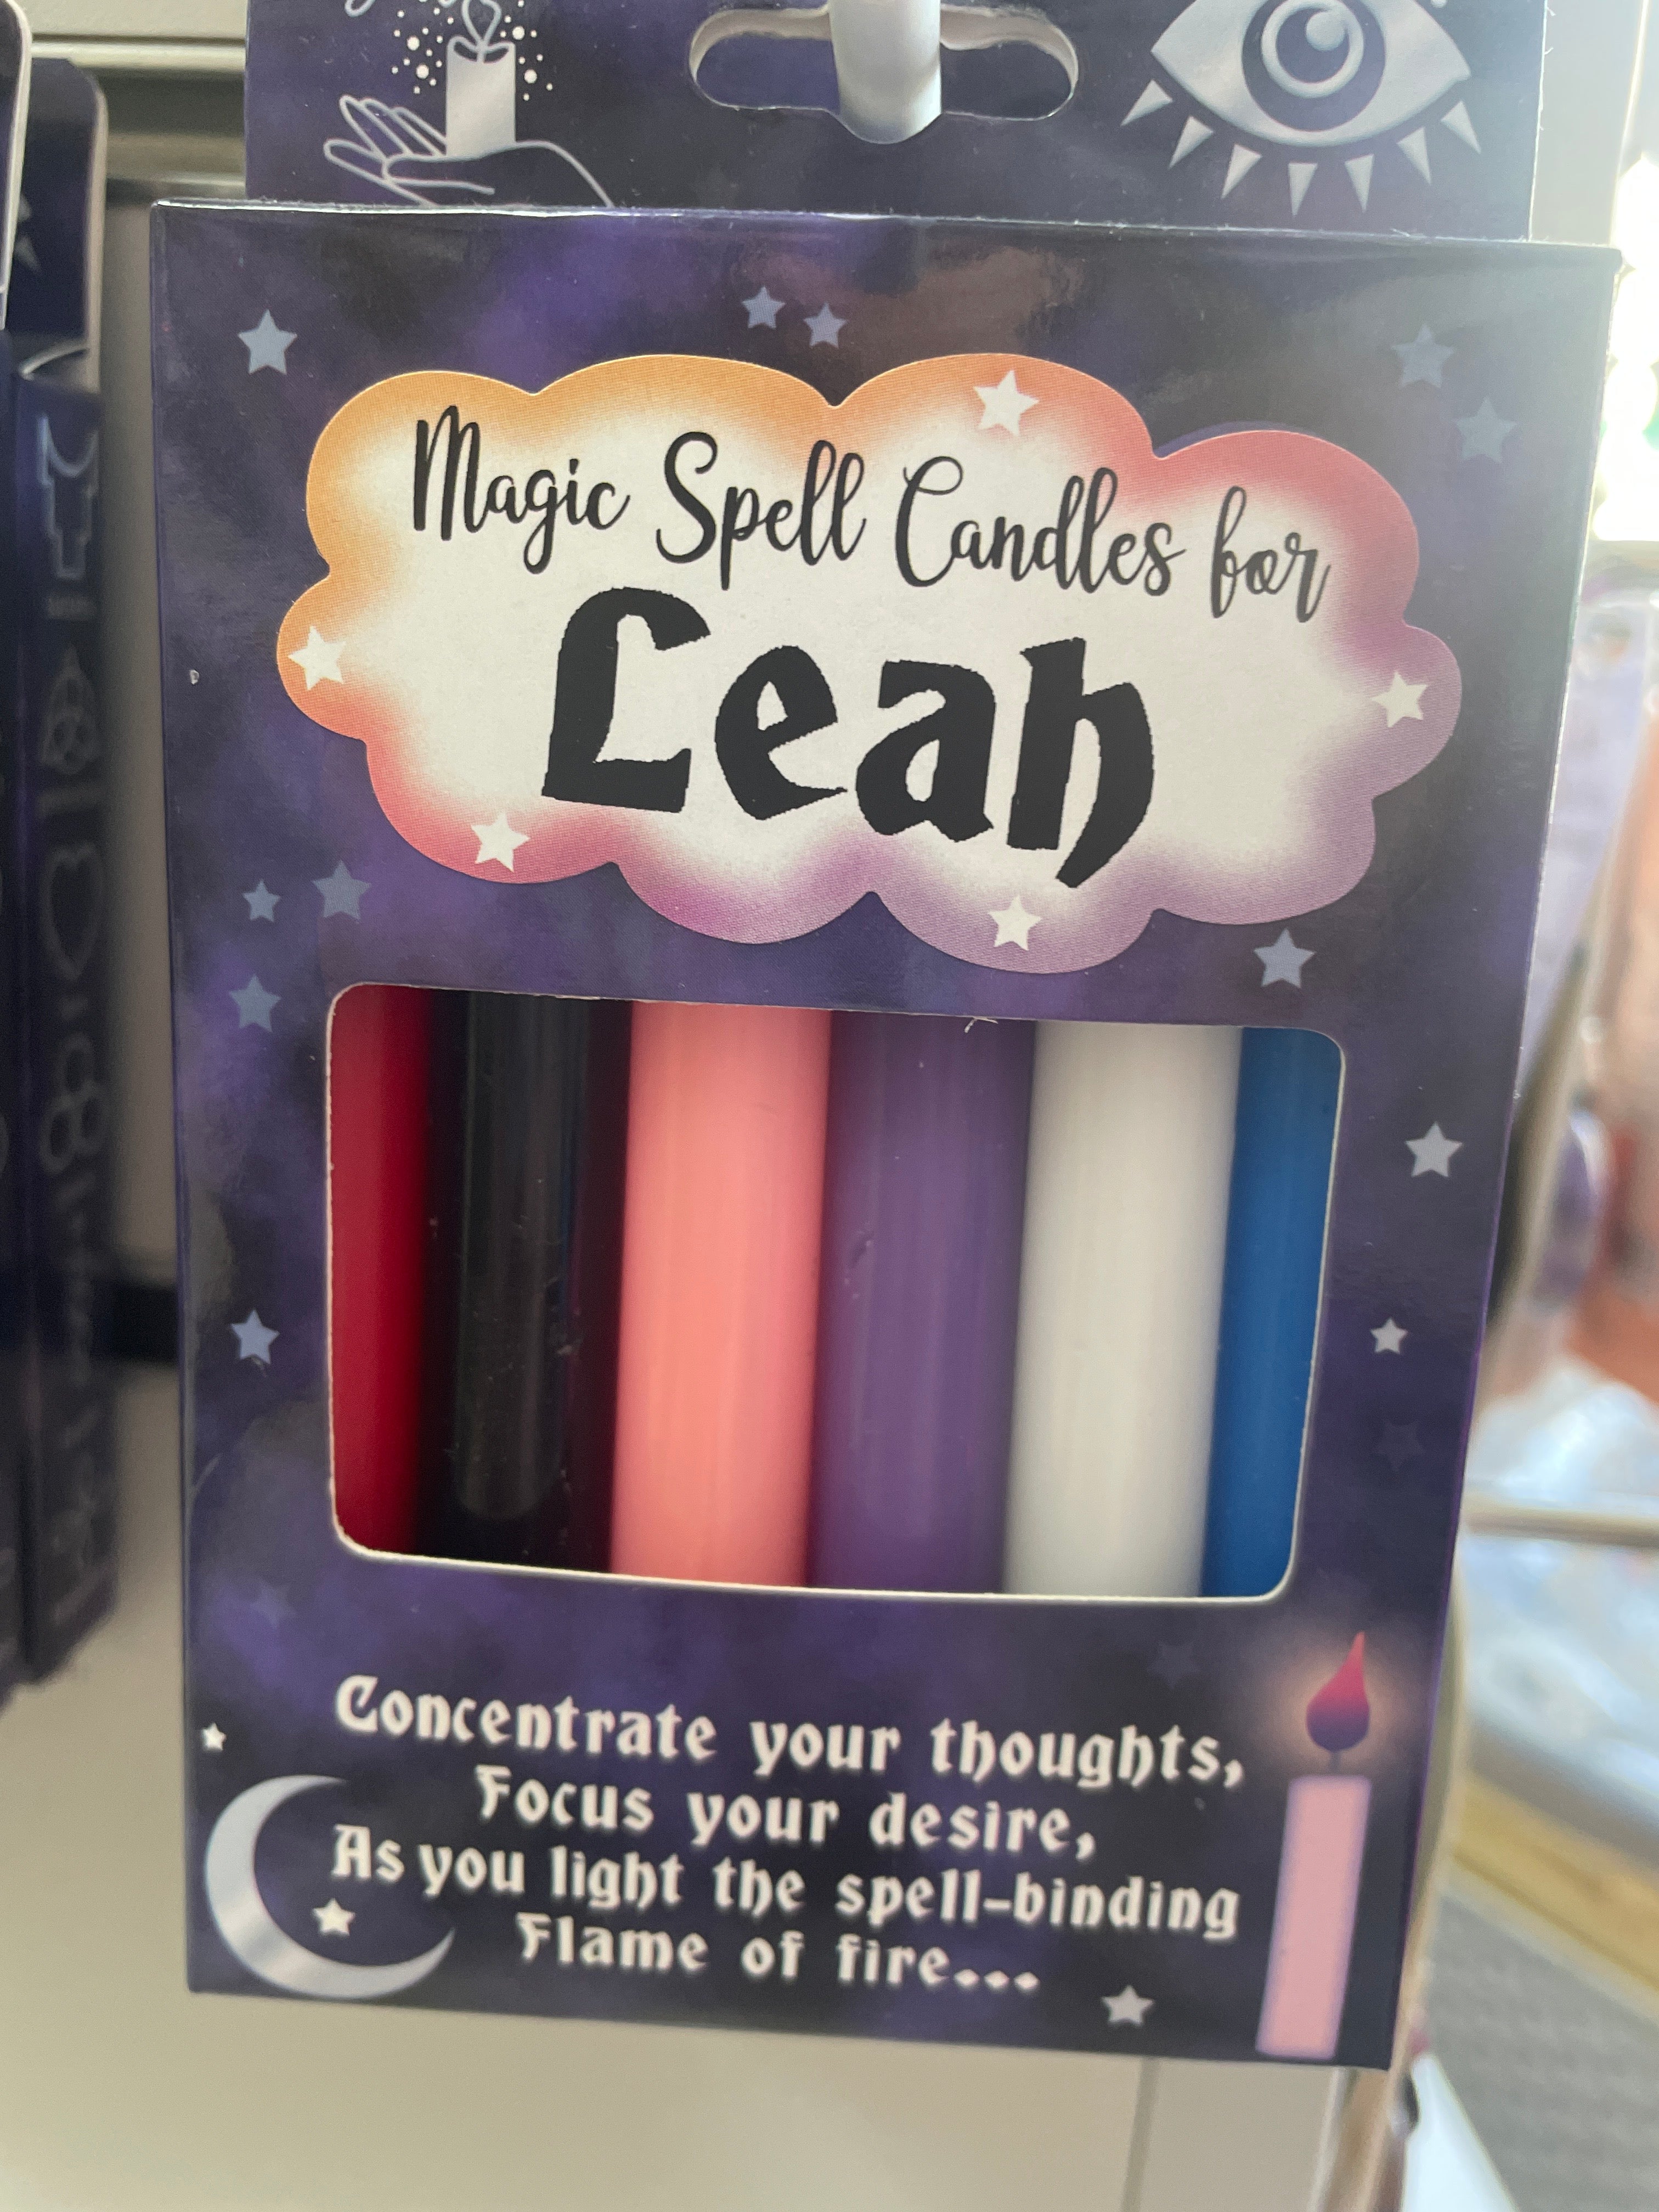 Magic Spell Candles for
Leah
Concentrate your thoughts,
Focus your desire,
As you light the spell-binding
Flame of fire...